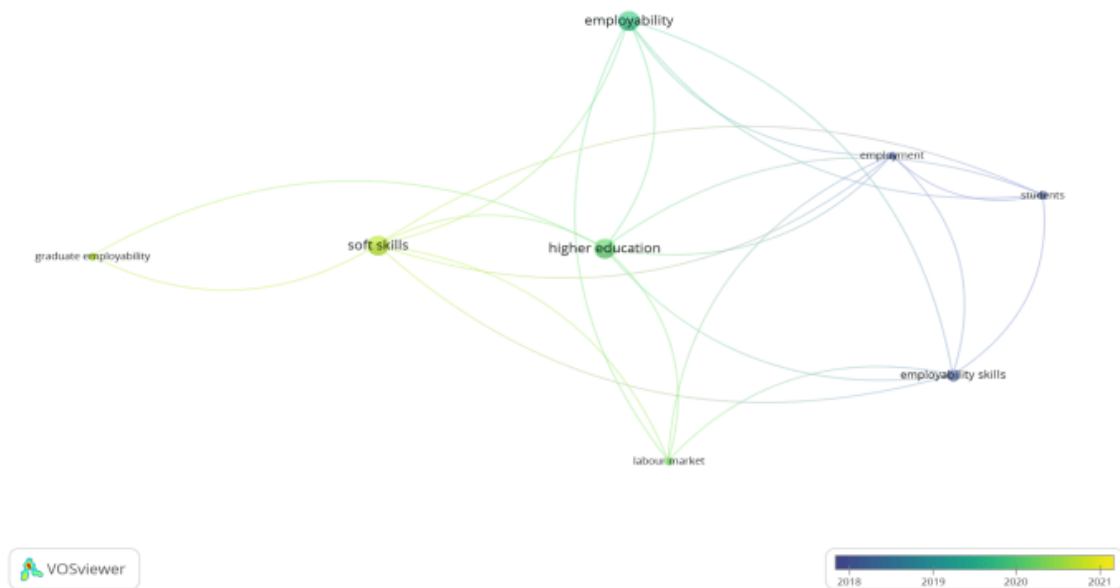 employability
employment
students
soft skills
higher education
graduate employability
employability skills
labour market
VOSviewer
2018 2019 2020 2021